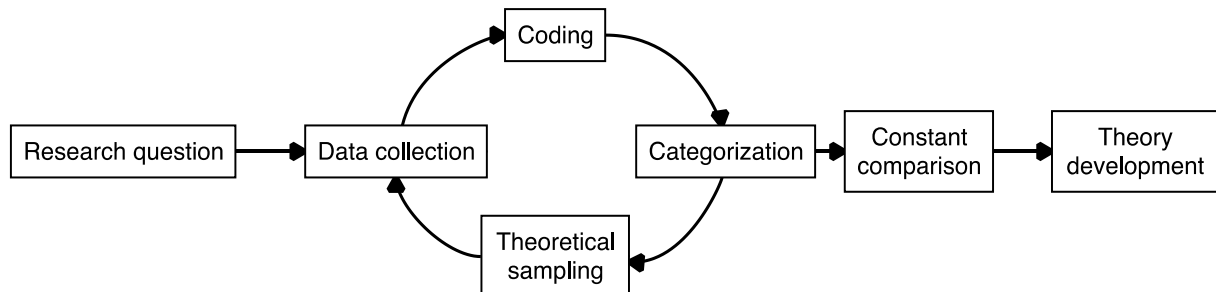 Coding
Research question
Data collection
Categorization
Constant
comparison
Theory
development
Theoretical
sampling